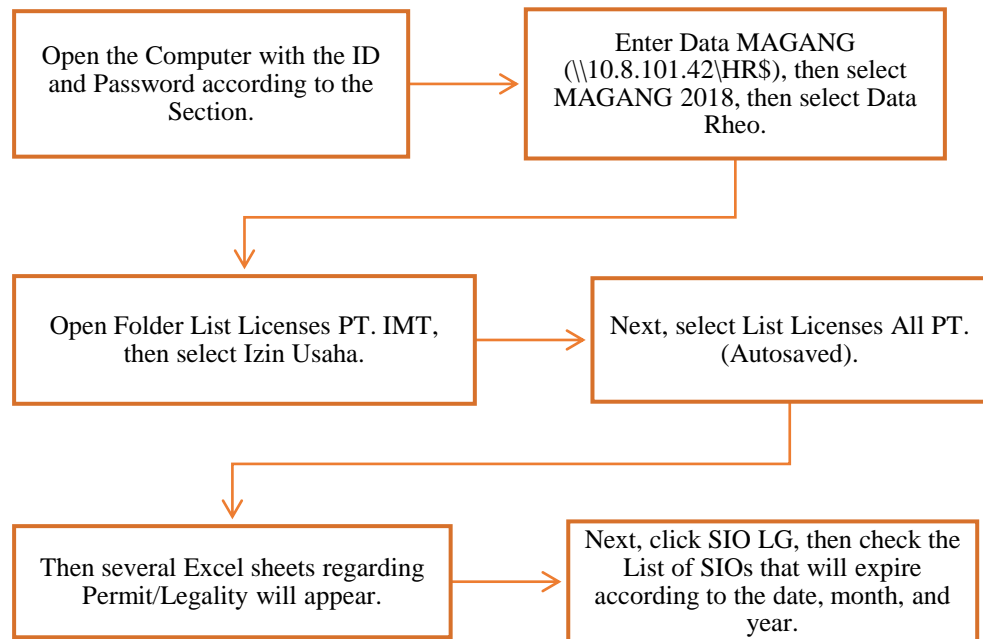 Open the Computer with the ID
and Password according to the
Section.
Enter Data MAGANG
(\\10.8.101.42\HR$), then select
MAGANG 2018, then select Data
Rheo.
Open Folder List Licenses PT. IMT,
then select Izin Usaha.
Next, select List Licenses All PT.
(Autosaved).
Then several Excel sheets regarding
Permit/Legality will appear.
Next, click SIO LG, then check the
List of SIOs that will expire
according to the date, month, and
year.